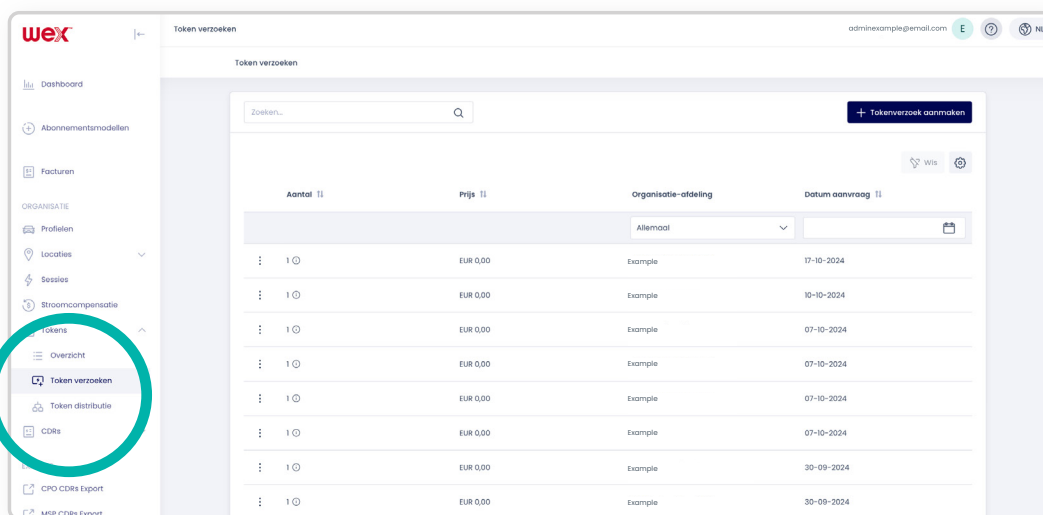 wex
Token verzoeken
adminexample@email.com E
Token verzoeken
Dashboard
Abonnementsmodellen
Facturen
ORGANISATIE
Profielen
Locaties
Sessies
Stroomcompensatie
Tokens
Overzicht
Token verzoeken
Token distributie
CDRs
CPO CDRs Export
MSP CDRs Export
Zoeken...
+ Tokenverzoek aanmaken
Wis
Aantal Prijs Organisatie-afdeling Datum aanvraag
Allemaal
1 EUR 0,00 Example 17-10-2024
1 EUR 0,00 Example 10-10-2024
1 EUR 0,00 Example 07-10-2024
1 EUR 0,00 Example 07-10-2024
1 EUR 0,00 Example 07-10-2024
1 EUR 0,00 Example 07-10-2024
1 EUR 0,00 Example 30-09-2024
1 EUR 0,00 Example 30-09-2024